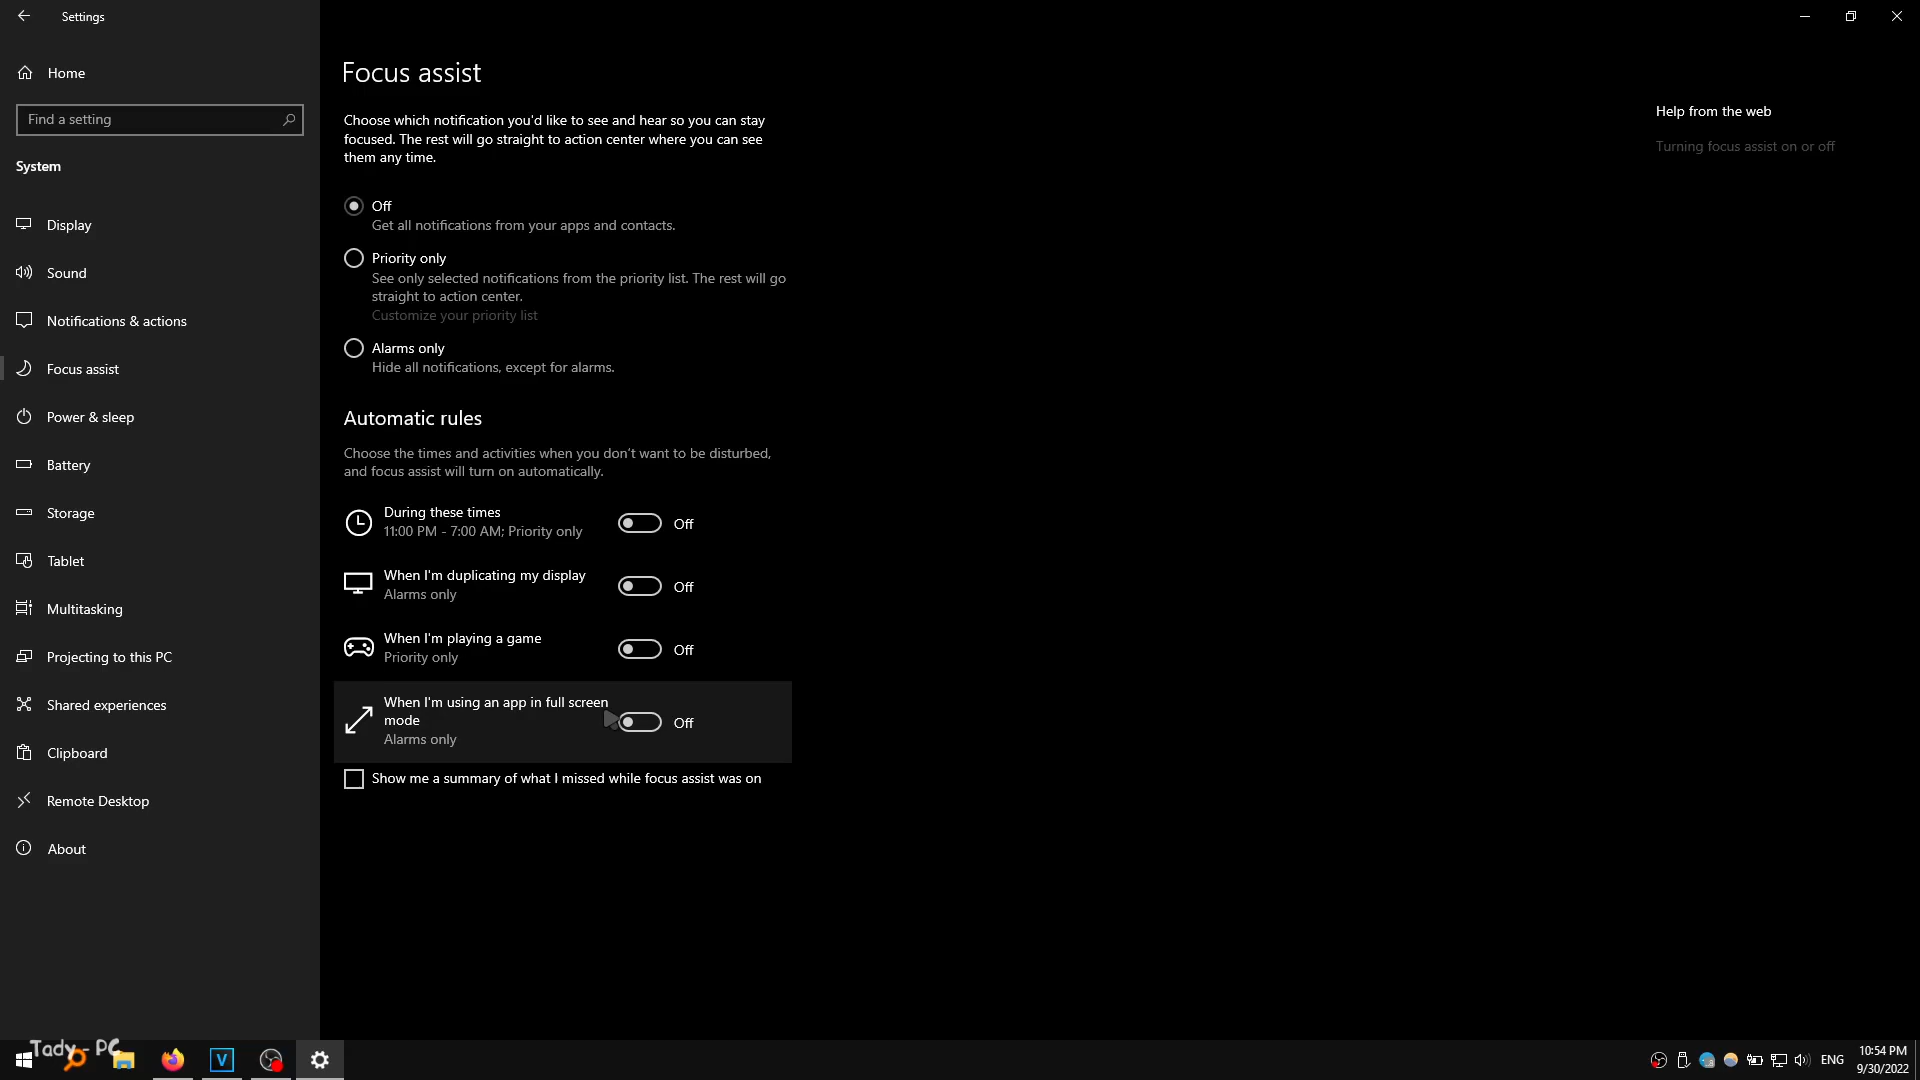 Settings
Home
Find a setting
System
Display
Sound
Notifications & actions
Focus assist
Power & sleep
Battery
Storage
Tablet
Multitasking
Projecting to this PC
Shared experiences
Clipboard
Remote Desktop
About
Focus assist
Choose which notification you'd like to see and hear so you can stay
focused. The rest will go straight to action center where you can see
them any time.
Off
Get all notifications from your apps and contacts.
Priority only
See only selected notifications from the priority list. The rest will go
straight to action center.
Customize your priority list
Alarms only
Hide all notifications, except for alarms.
Automatic rules
Choose the times and activities when you don't want to be disturbed,
and focus assist will turn on automatically.
During these times
11:00 PM - 7:00 AM; Priority only
Off
When I'm duplicating my display
Alarms only
Off
When I'm playing a game
Priority only
Off
When I'm using an app in full screen
mode
Alarms only
Off
Show me a summary of what I missed while focus assist was on
Help from the web
Turning focus assist on or off
Tady - PC
V
ENG
10:54 PM
9/30/2022